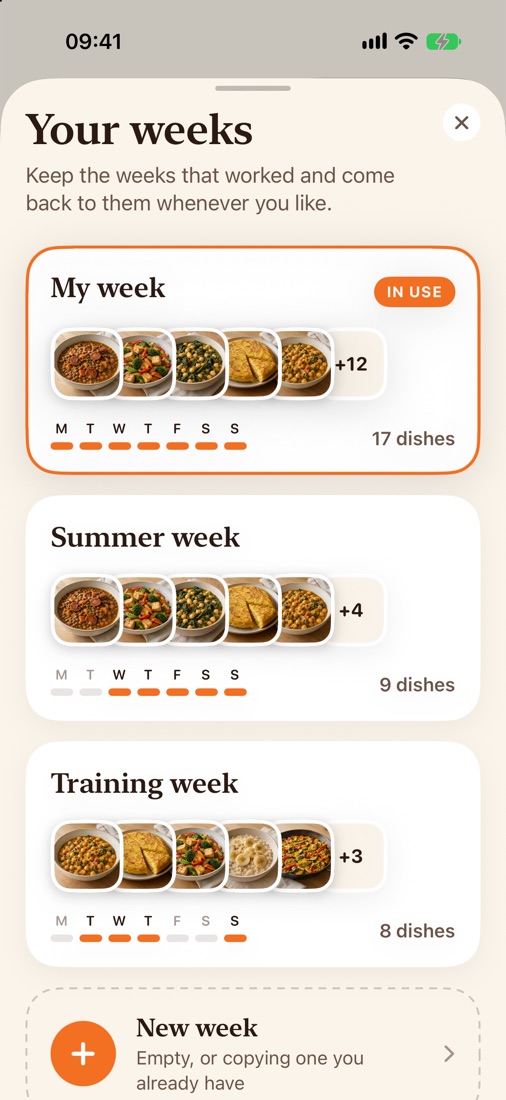 09:41
Your weeks
Keep the weeks that worked and come
back to them whenever you like.
My week
IN USE
+12
M T W T F S S
17 dishes
Summer week
+4
M T W T F S S
9 dishes
Training week
+3
M T W T F S S
8 dishes
New week
Empty, or copying one you
already have